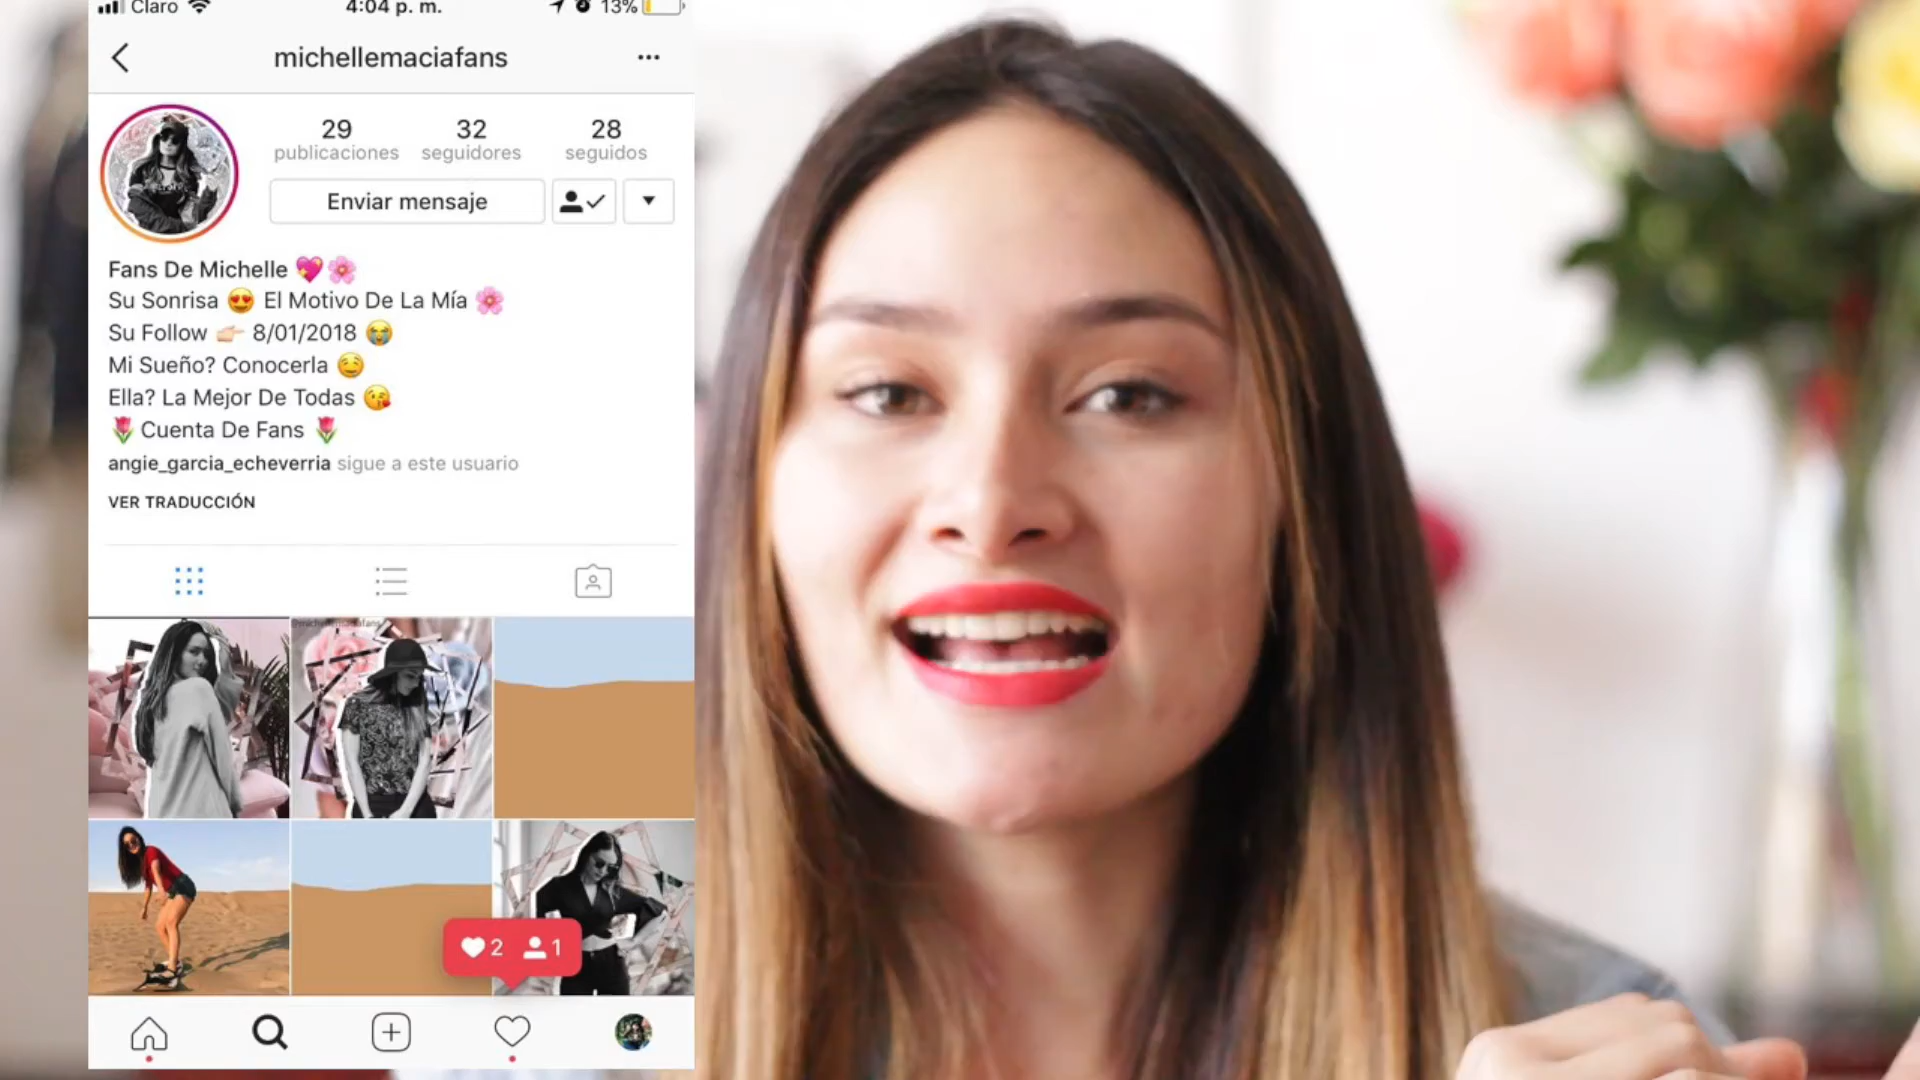 Claro 4:04 p. m. 13%
michellemaciafans
29 32 28
publicaciones seguidores seguidos
Enviar mensaje
Fans De Michelle 💖🌸
Su Sonrisa 😍 El Motivo De La Mía 🌸
Su Follow 👉🏻 8/01/2018 😭
Mi Sueño? Conocerla 😌
Ella? La Mejor De Todas 😘
🌷Cuenta De Fans 🌷
angie_garcia_echeverria sigue a este usuario
VER TRADUCCIÓN
2 1